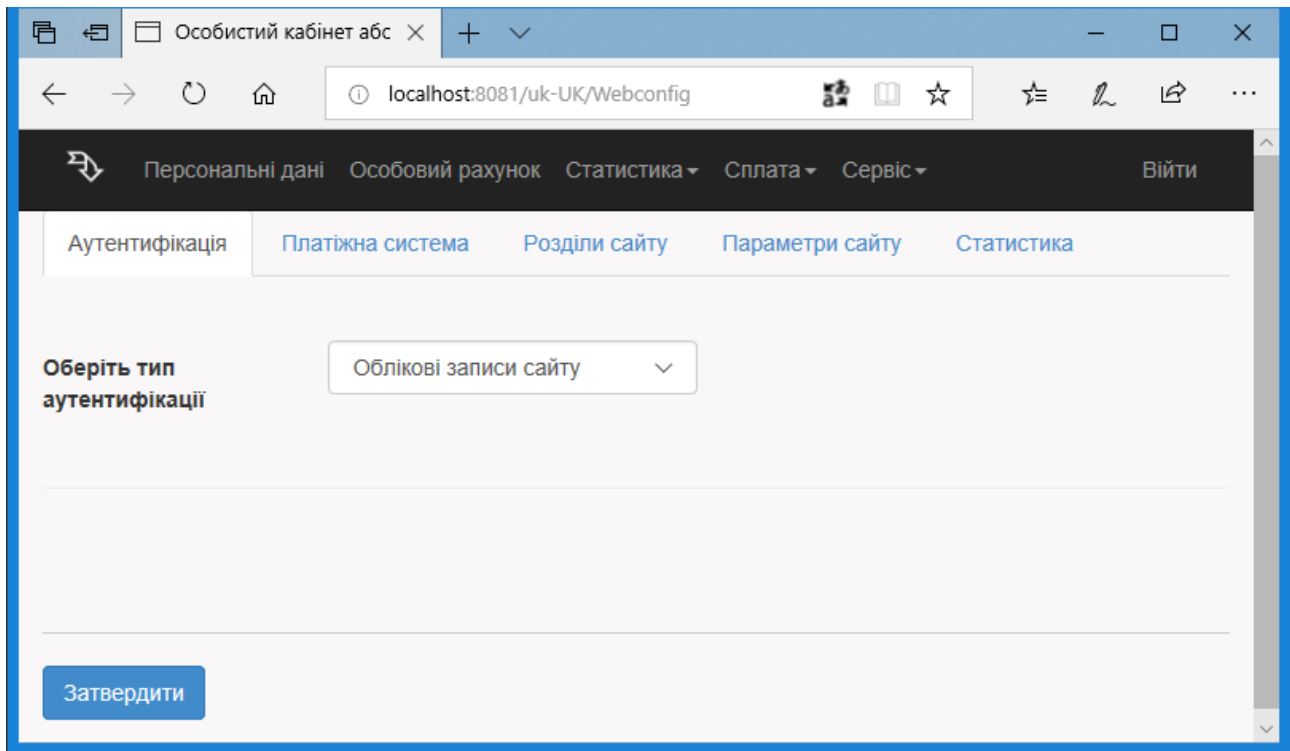 Особистий кабінет абс
localhost:8081/uk-UK/Webconfig
Персональні дані Особовий рахунок Статистика Сплата Сервіс Війти
Аутентифікація Платіжна система Розділи сайту Параметри сайту Статистика
Оберіть тип Облікові записи сайту
аутентифікації
Затвердити